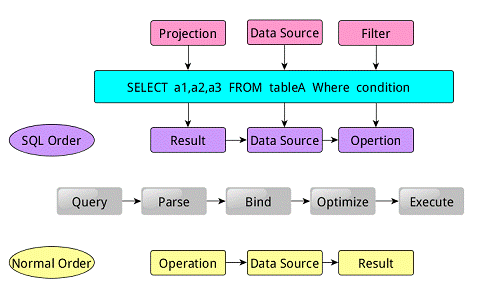 Projection Data Source Filter
SELECT a1,a2,a3 FROM tableA Where condition
SQL Order Result Data Source Opertion
Query Parse Bind Optimize Execute
Normal Order Operation Data Source Result